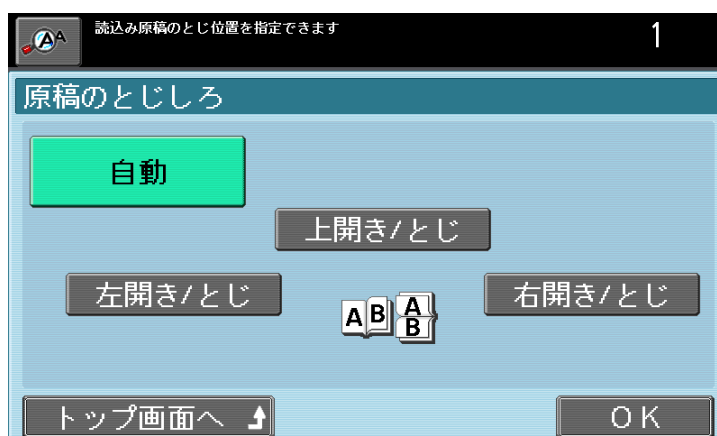 読込み原稿のとじ位置を指定できます
1
原稿のとじしろ
自動
上開き/とじ
左開き/とじ
右開き/とじ
AB
A
B
トップ画面へ
OK